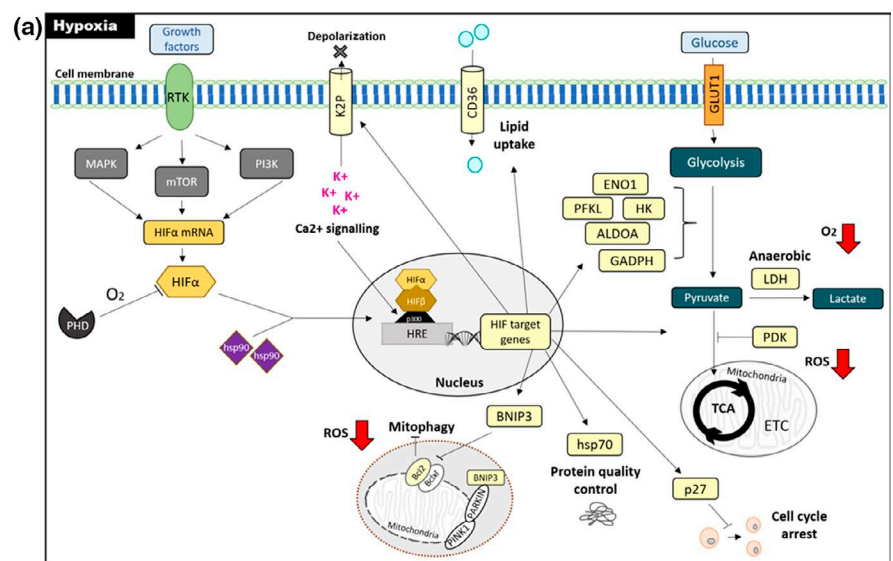 (a)
Hypoxia
Growth
factors
Depolarization
Glucose
Cell membrane
RTK
K2P
CD36
GLUT1
Lipid
uptake
MAPK
mTOR
PI3K
K+
K+ K+
K+
Ca2+ signalling
Glycolysis
ENO1
PFKL
HK
ALDOA
GADPH
HIFα mRNA
O2
HIFα
PHD
hsp90
hsp90
HIFα
HIFβ
p300
HRE
HIF target
genes
Nucleus
O2
Anaerobic
LDH
Pyruvate
Lactate
PDK
ROS
Mitochondria
TCA
ETC
BNIP3
ROS
Mitophagy
Bcl2
Bclxl
BNIP3
PARKIN
PINK1
Mitochondria
hsp70
Protein quality
control
p27
Cell cycle
arrest